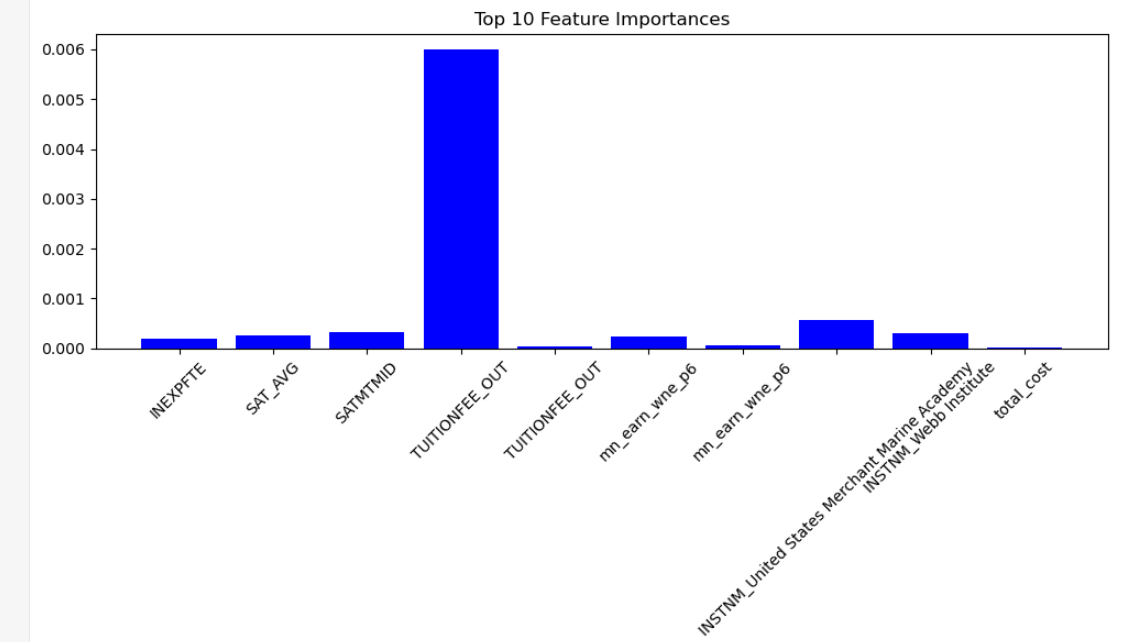 Top 10 Feature Importances
0.006
0.005
0.004
0.003
0.002
0.001
0.000
INEXPFTE
SAT_AVG
SATMTMID
TUITIONFEE_OUT
TUITIONFEE_OUT
mn_earn_wne_p6
mn_earn_wne_p6
INSTNM_United States Merchant Marine Academy
INSTNM_Webb Institute
total_cost